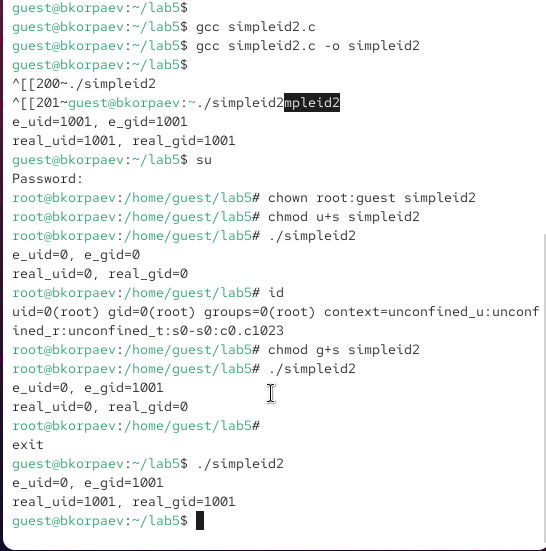 guest@bkorpaev:~/lab5$
guest@bkorpaev:~/lab5$ gcc simpleid2.c
guest@bkorpaev:~/lab5$ gcc simpleid2.c -o simpleid2
guest@bkorpaev:~/lab5$
^[[200~./simpleid2
^[[201~guest@bkorpaev:~./simpleid2mpleid2
e_uid=1001, e_gid=1001
real_uid=1001, real_gid=1001
guest@bkorpaev:~/lab5$ su
Password:
root@bkorpaev:/home/guest/lab5# chown root:guest simpleid2
root@bkorpaev:/home/guest/lab5# chmod u+s simpleid2
root@bkorpaev:/home/guest/lab5# ./simpleid2
e_uid=0, e_gid=0
real_uid=0, real_gid=0
root@bkorpaev:/home/guest/lab5# id
uid=0(root) gid=0(root) groups=0(root) context=unconfined_u:unconf
ined_r:unconfined_t:s0-s0:c0.c1023
root@bkorpaev:/home/guest/lab5# chmod g+s simpleid2
root@bkorpaev:/home/guest/lab5# ./simpleid2
e_uid=0, e_gid=1001
real_uid=0, real_gid=0
root@bkorpaev:/home/guest/lab5#
exit
guest@bkorpaev:~/lab5$ ./simpleid2
e_uid=0, e_gid=1001
real_uid=1001, real_gid=1001
guest@bkorpaev:~/lab5$